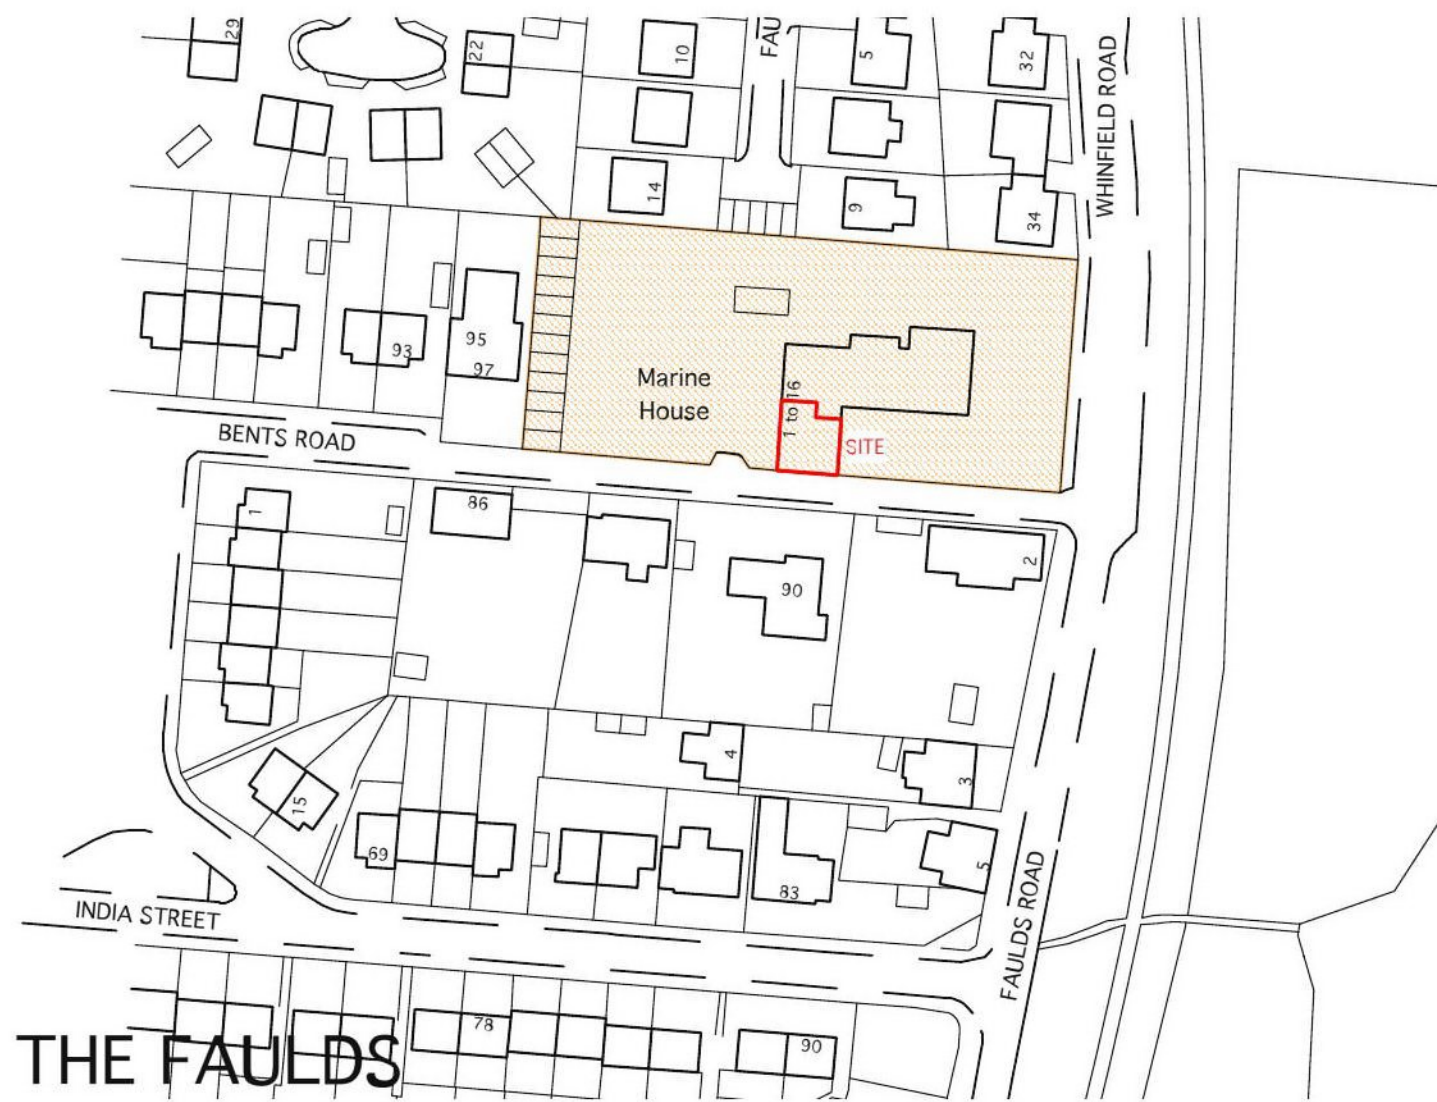 29
22
10
FAU
5
32
WHINFIELD ROAD
14
9
34
95
97
93
Marine
House
1 to 16
SITE
BENTS ROAD
1
86
90
2
4
3
15
69
83
5
INDIA STREET
FAULDS ROAD
78
90
THE FAULDS